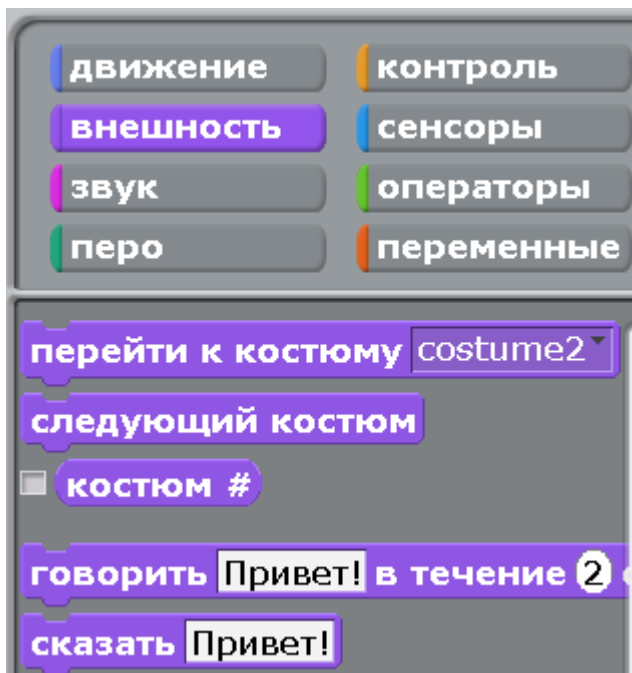 движение контроль
внешность сенсоры
звук операторы
перо переменные
перейти к костюму costume2
следующий костюм
костюм #
говорить Привет! в течение 2
сказать Привет!